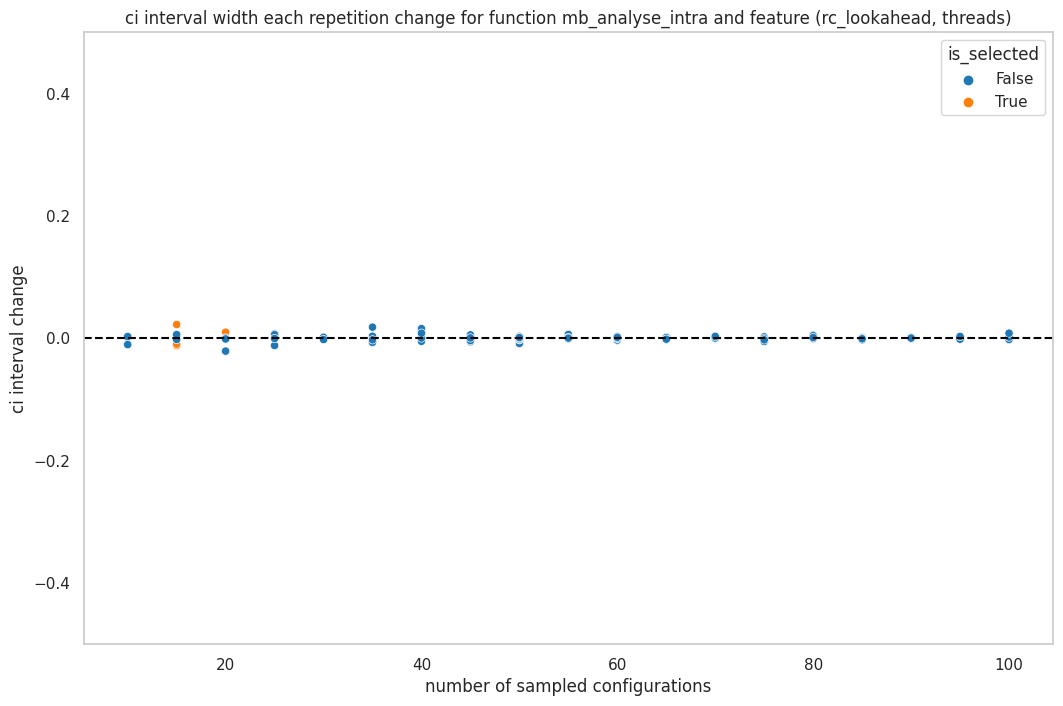 ci interval width each repetition change for function mb_analyse_intra and feature (rc_lookahead, threads)
is_selected
False
True
0.4
0.2
0.0
−0.2
−0.4
ci interval change
20
40
60
80
100
number of sampled configurations